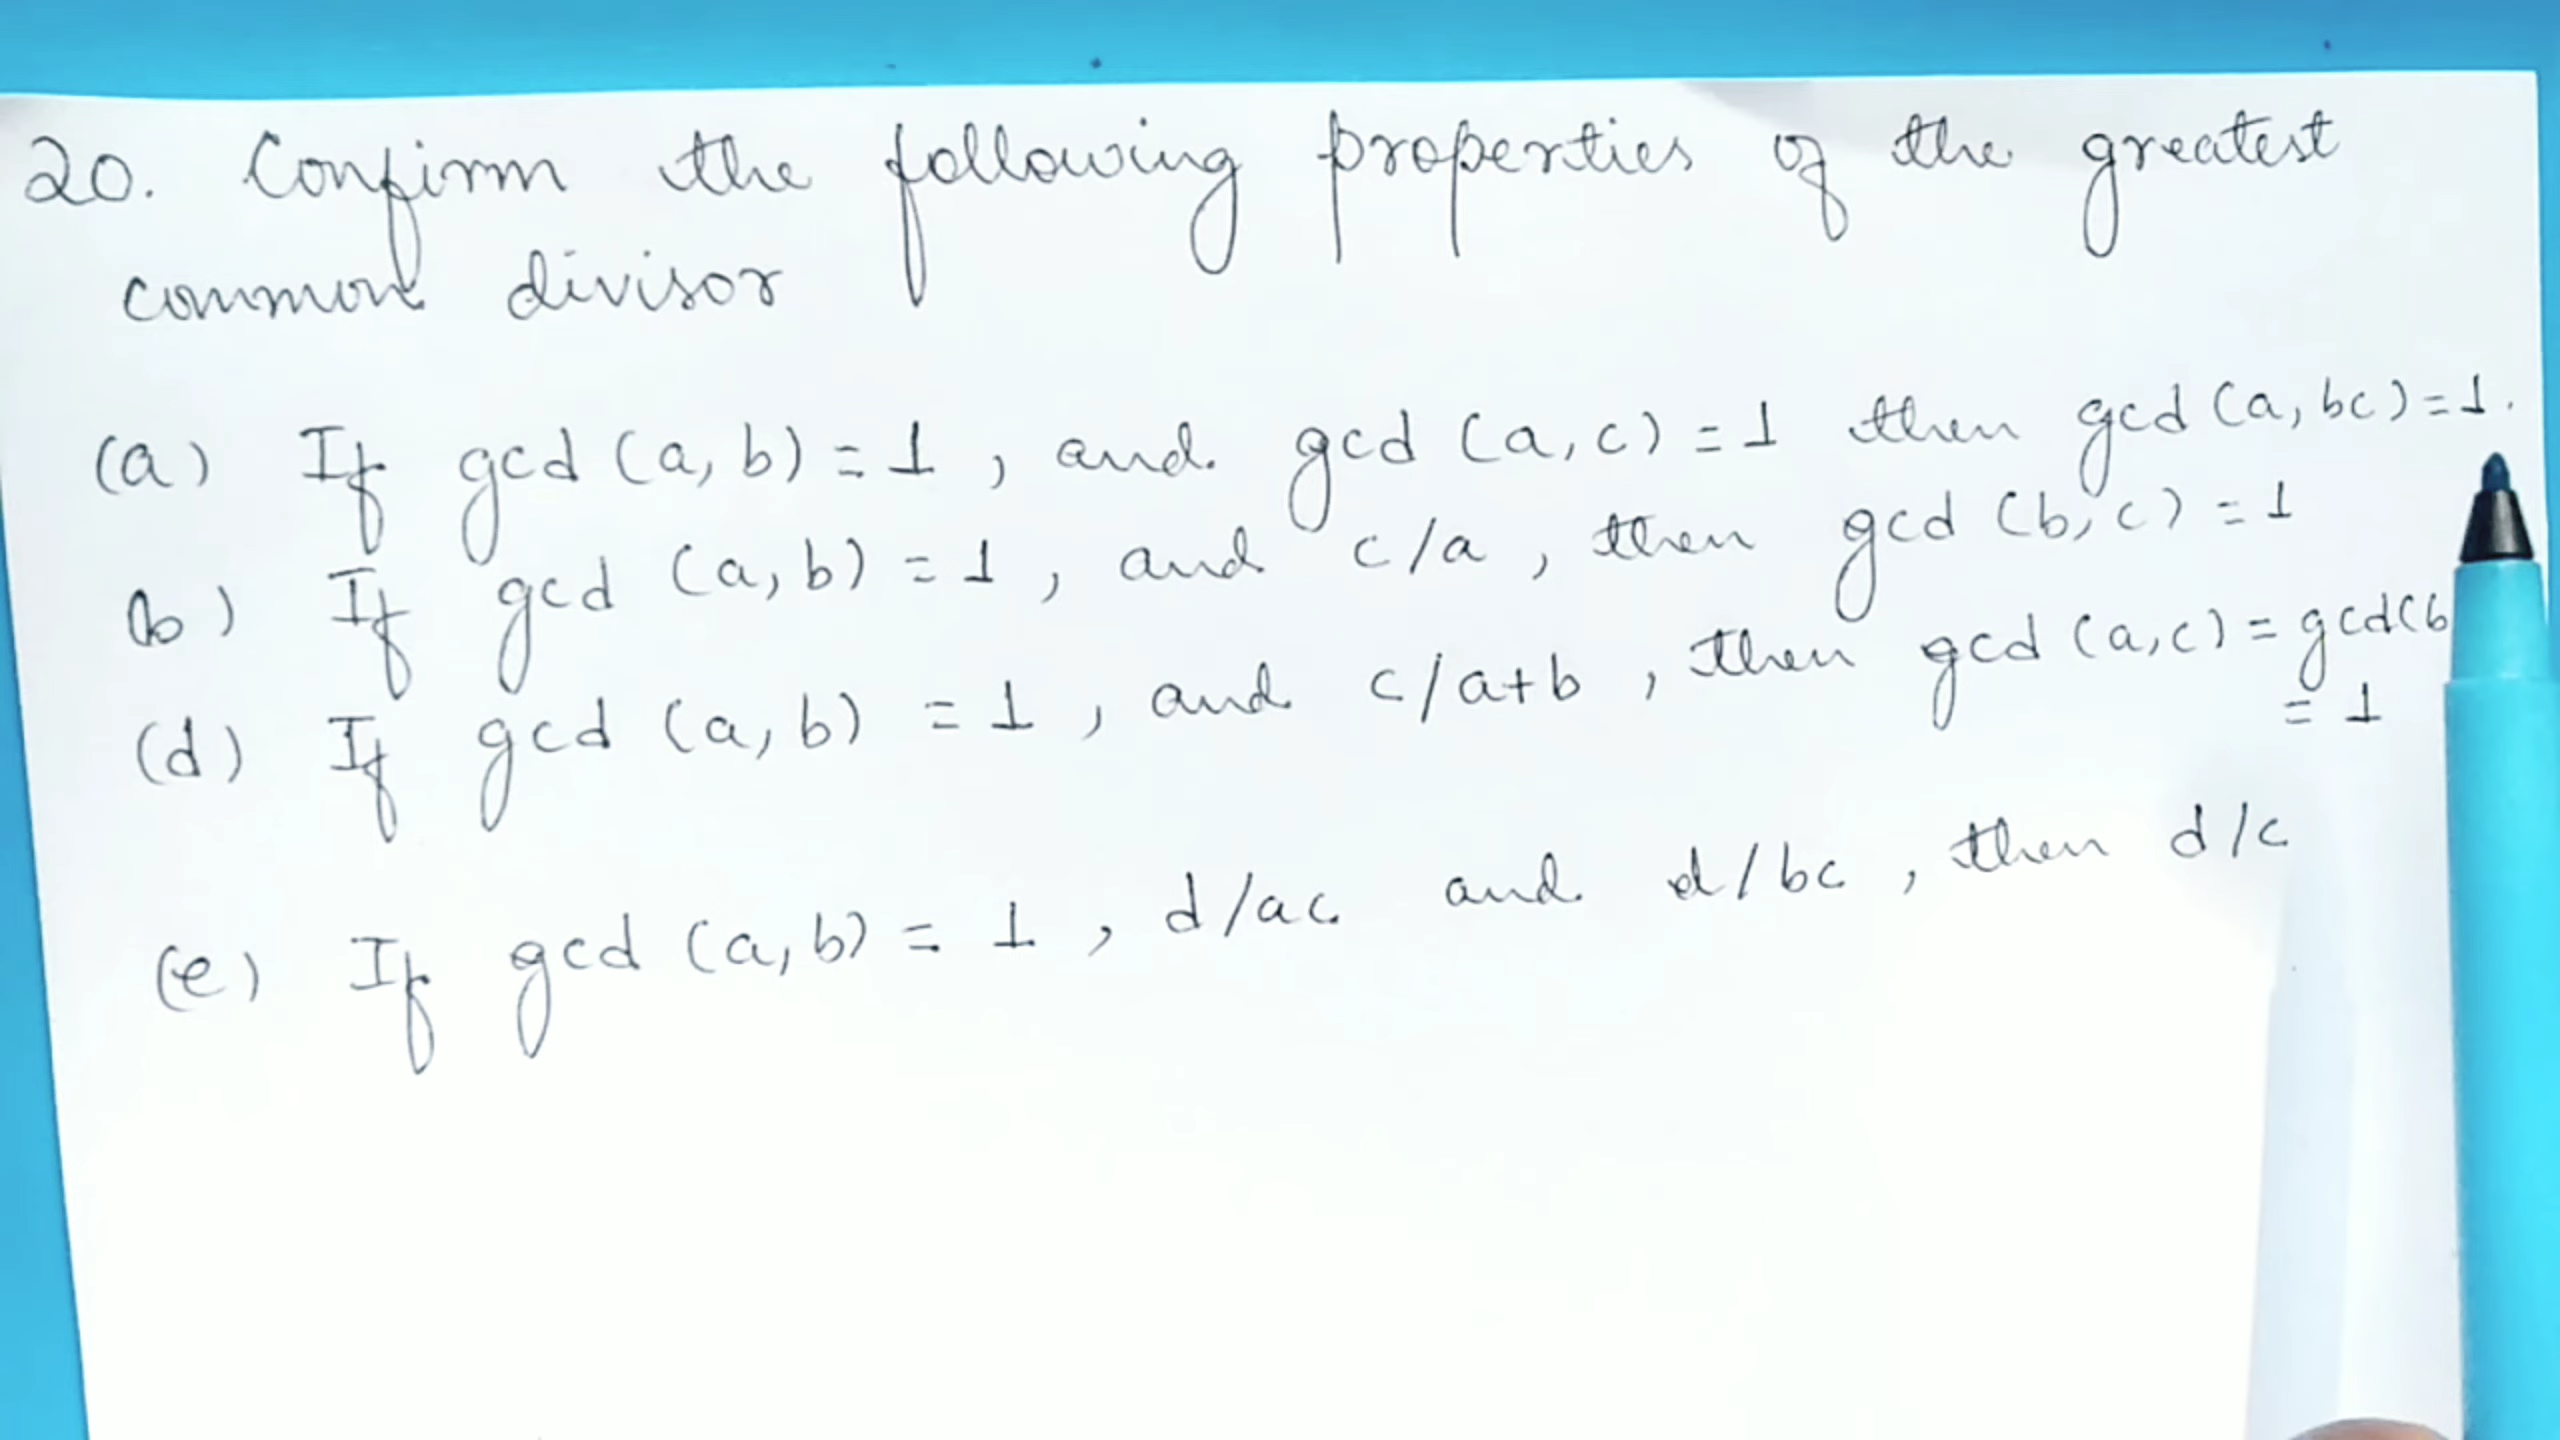 20. Confirm the following properties of the greatest
common divisor
(a) If gcd (a, b) = 1, and gcd (a, c) = 1 then gcd (a, bc) = 1.
b) If gcd (a, b) = 1, and c/a, then gcd (b, c) = 1
(d) If gcd (a, b) = 1, and c/a+b, then gcd (a, c) = gcd(b
= 1
(e) If gcd (a, b) = 1, d/ac and d/bc, then d/c